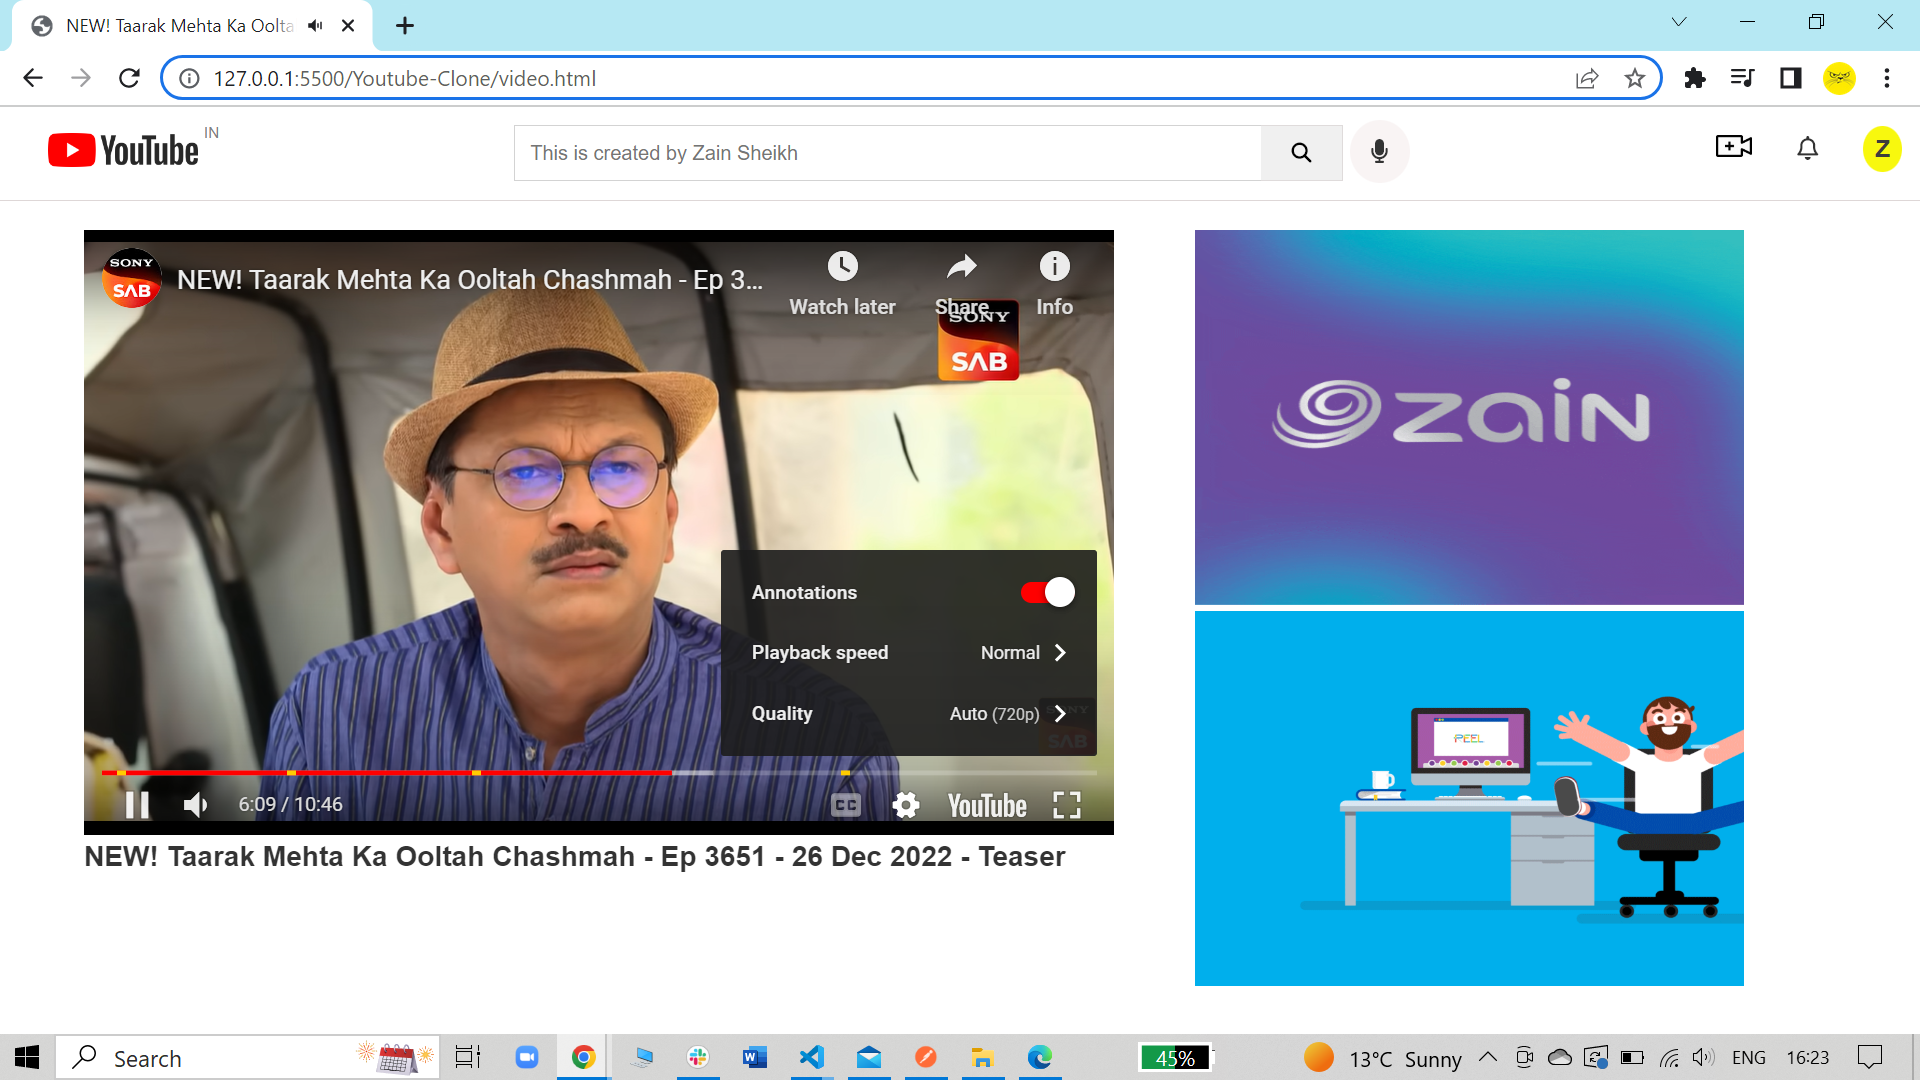 NEW! Taarak Mehta Ka Oolta
127.0.0.1:5500/Youtube-Clone/video.html
YouTube IN
This is created by Zain Sheikh
Z
SONY SAB
NEW! Taarak Mehta Ka Ooltah Chashmah - Ep 3...
Watch later
Share
Info
SONY
SAB
zain
Annotations
Playback speed Normal
Quality Auto (720p)
SONY
SAB
PEEL
6:09 / 10:46
CC
YouTube
NEW! Taarak Mehta Ka Ooltah Chashmah - Ep 3651 - 26 Dec 2022 - Teaser
Search
45%
13°C Sunny
ENG
16:23